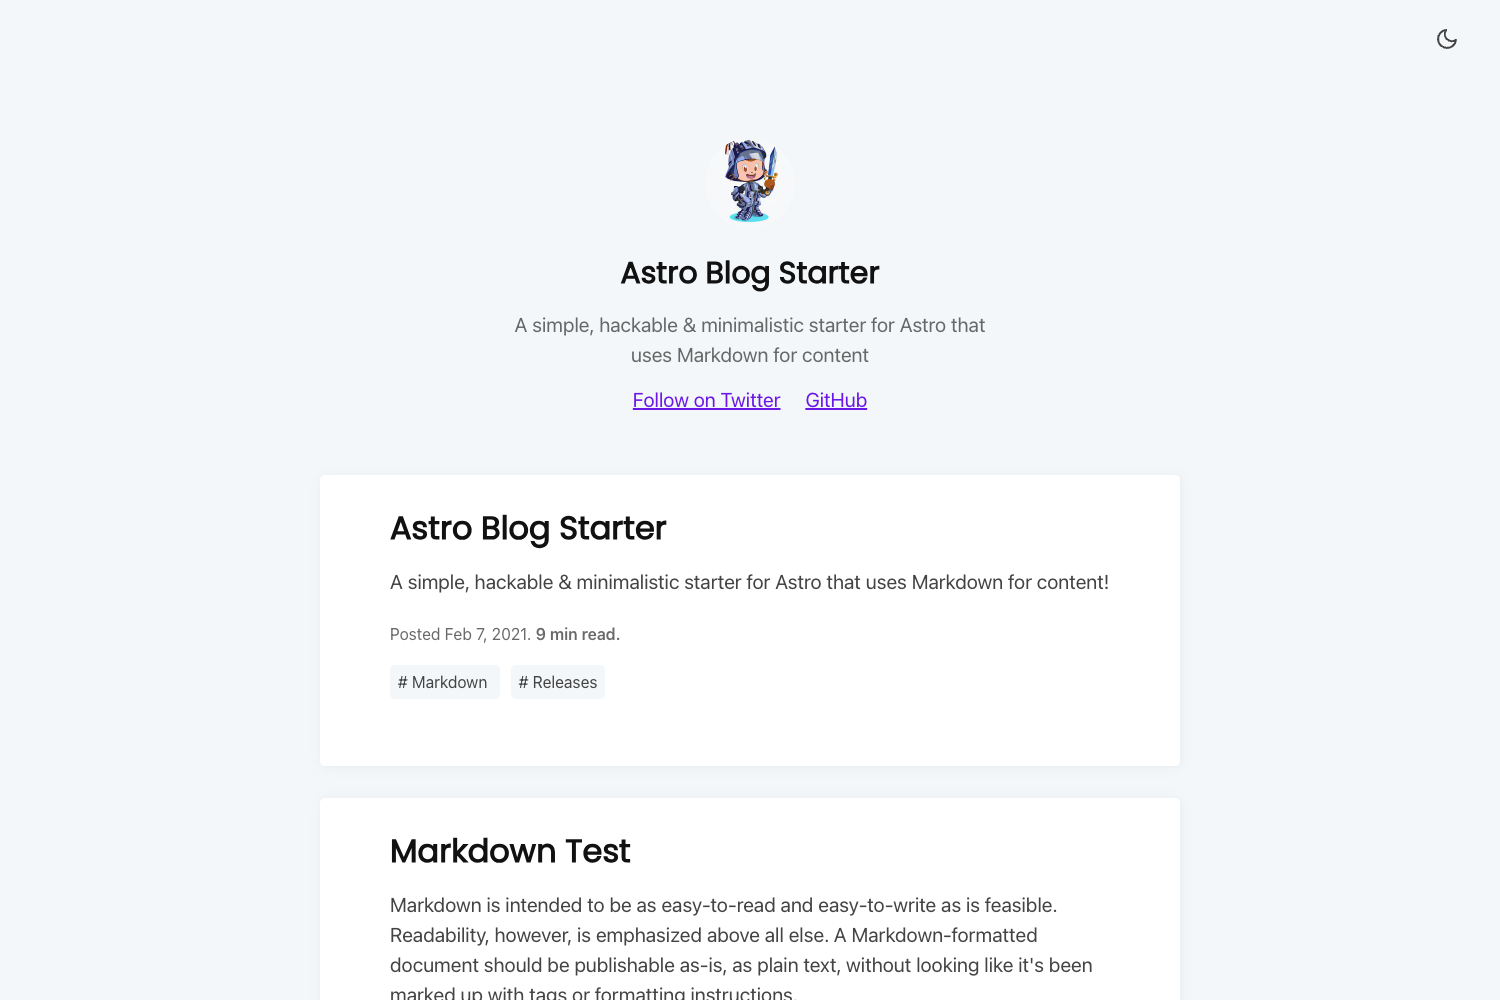 Astro Blog Starter
A simple, hackable & minimalistic starter for Astro that
uses Markdown for content
Follow on Twitter GitHub
Astro Blog Starter
A simple, hackable & minimalistic starter for Astro that uses Markdown for content!
Posted Feb 7, 2021. 9 min read.
# Markdown # Releases
Markdown Test
Markdown is intended to be as easy-to-read and easy-to-write as is feasible.
Readability, however, is emphasized above all else. A Markdown-formatted
document should be publishable as-is, as plain text, without looking like it's been
marked up with tags or formatting instructions.